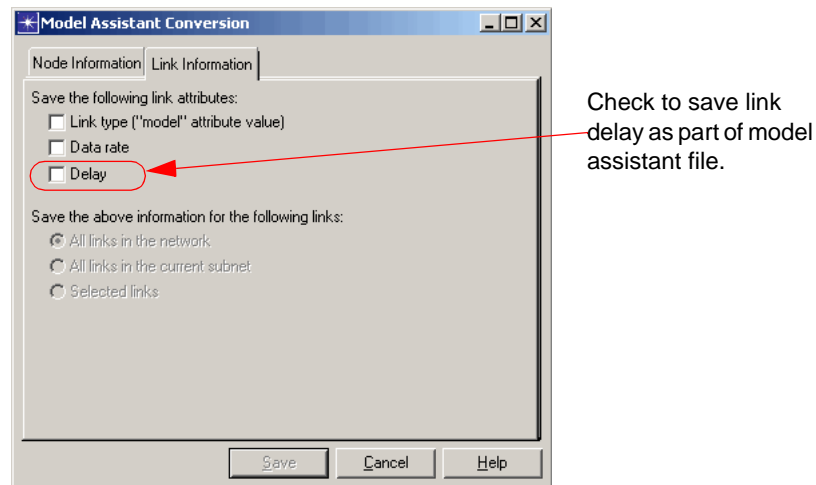 Model Assistant Conversion
Node Information
Link Information
Save the following link attributes:
Link type ("model" attribute value)
Data rate
Delay
Save the above information for the following links:
All links in the network
All links in the current subnet
Selected links
Save
Cancel
Help
Check to save link
delay as part of model
assistant file.